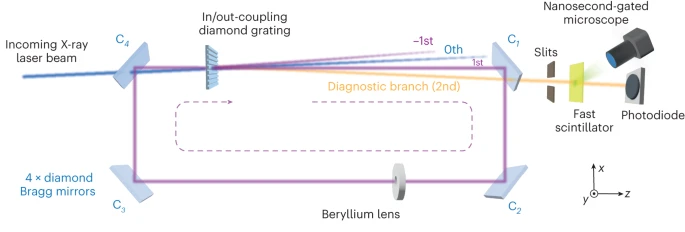 Nanosecond-gated
microscope
In/out-coupling
diamond grating
C4
Incoming X-ray
laser beam
–1st
0th
1st
C1
Slits
Diagnostic branch (2nd)
Fast
scintillator
Photodiode
4 × diamond
Bragg mirrors
C3
Beryllium lens
C2
x
y
z